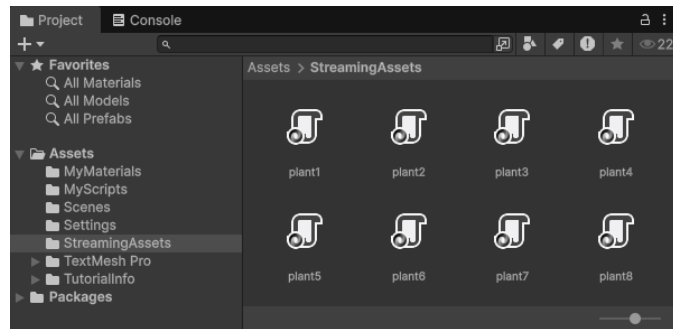 Project Console
22
Favorites
All Materials
All Models
All Prefabs
Assets
MyMaterials
MyScripts
Scenes
Settings
StreamingAssets
TextMesh Pro
TutorialInfo
Packages
Assets > StreamingAssets
plant1 plant2 plant3 plant4
plant5 plant6 plant7 plant8